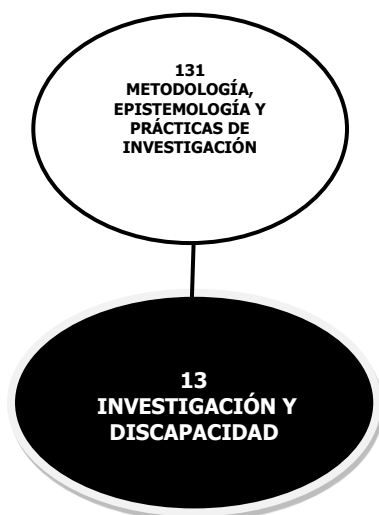 131
METODOLOGÍA,
EPISTEMOLOGÍA Y
PRÁCTICAS DE
INVESTIGACIÓN
13
INVESTIGACIÓN Y
DISCAPACIDAD